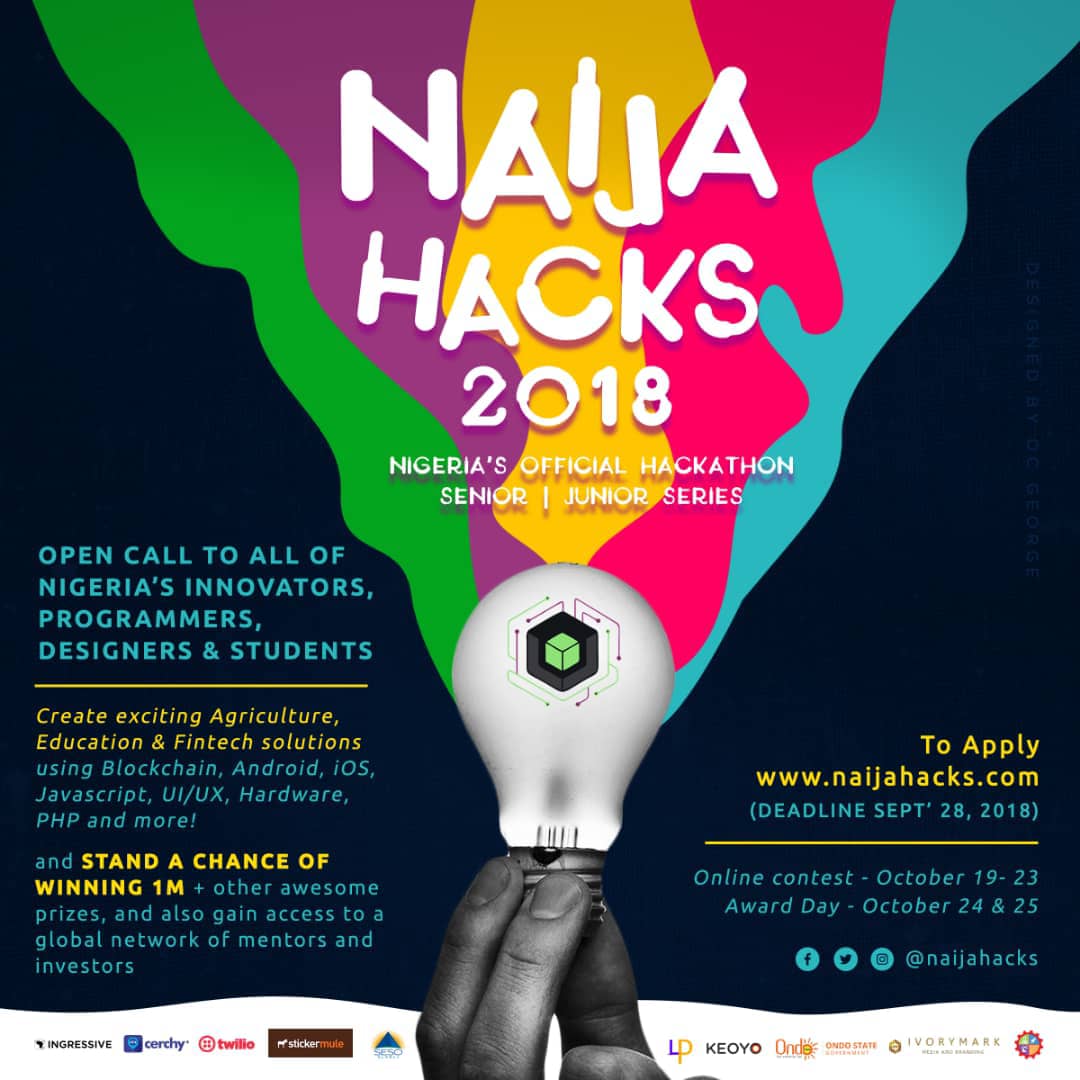 NAIJA
HACKS
2018
NIGERIA'S OFFICIAL HACKATHON
SENIOR | JUNIOR SERIES
DESIGNED BY DC GEORGE
OPEN CALL TO ALL OF
NIGERIA'S INNOVATORS,
PROGRAMMERS,
DESIGNERS & STUDENTS
Create exciting Agriculture,
Education & Fintech solutions
using Blockchain, Android, iOS,
Javascript, UI/UX, Hardware,
PHP and more!
and STAND A CHANCE OF
WINNING 1M + other awesome
prizes, and also gain access to a
global network of mentors and
investors
To Apply
www.naijahacks.com
(DEADLINE SEPT' 28, 2018)
Online contest - October 19- 23
Award Day - October 24 & 25
@naijahacks
INGRESSIVE
cerchy
twilio
stickermule
SESO
LP
KEOYO
Ondo
ONDO STATE
GOVERNMENT
IVORYMARK
MEDIA AND BRANDING